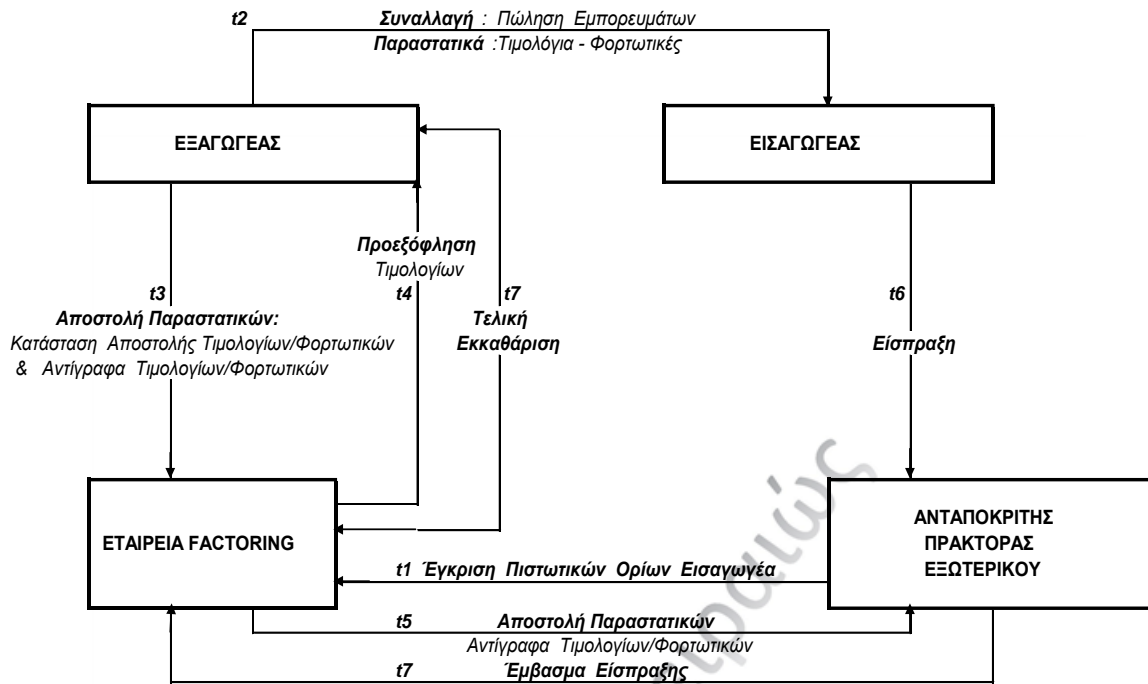 t2 Συναλλαγή : Πώληση Εμπορευμάτων
Παραστατικά :Τιμολόγια - Φορτωτικές
ΕΞΑΓΩΓΕΑΣ
ΕΙΣΑΓΩΓΕΑΣ
Προεξόφληση
Τιμολογίων
t3
t4
t7
t6
Αποστολή Παραστατικών:
Κατάσταση Αποστολής Τιμολογίων/Φορτωτικών
& Αντίγραφα Τιμολογίων/Φορτωτικών
Τελική
Εκκαθάριση
Είσπραξη
ΕΤΑΙΡΕΙΑ FACTORING
ΑΝΤΑΠΟΚΡΙΤΗΣ
ΠΡΑΚΤΟΡΑΣ
ΕΞΩΤΕΡΙΚΟΥ
t1 Έγκριση Πιστωτικών Ορίων Εισαγωγέα
t5 Αποστολή Παραστατικών
Αντίγραφα Τιμολογίων/Φορτωτικών
t7 Έμβασμα Είσπραξης